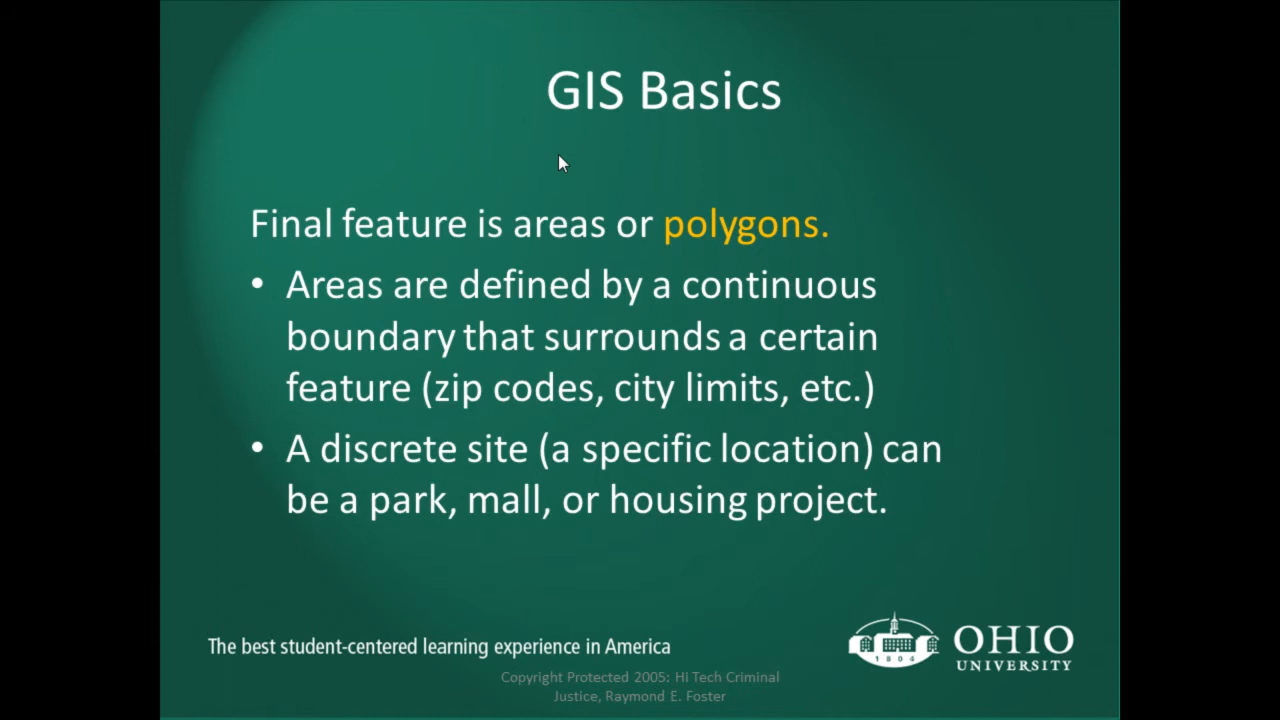 GIS Basics
Final feature is areas or polygons.
• Areas are defined by a continuous
boundary that surrounds a certain
feature (zip codes, city limits, etc.)
• A discrete site (a specific location) can
be a park, mall, or housing project.
The best student-centered learning experience in America
1804
OHIO
UNIVERSITY
Copyright Protected 2005: Hi Tech Criminal
Justice, Raymond E. Foster